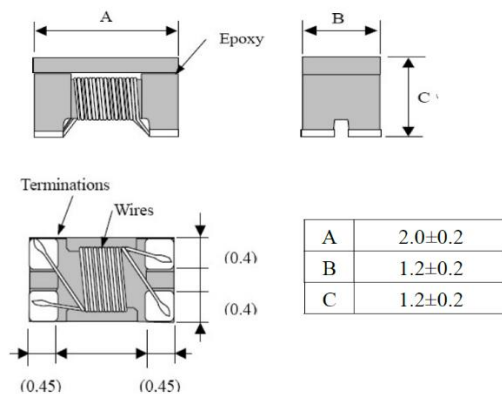 A
B
Epoxy
C
Terminations
Wires
(0.4)
(0.4)
(0.45) (0.45)
A 2.0±0.2
B 1.2±0.2
C 1.2±0.2